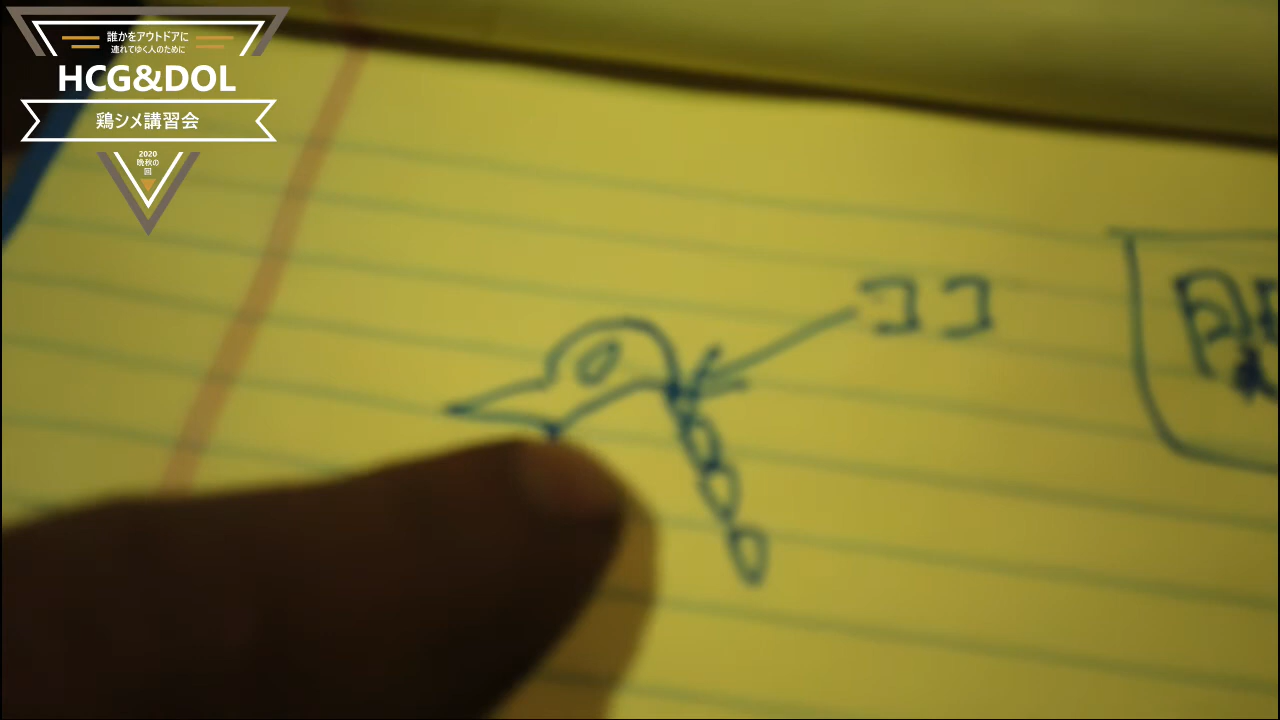 誰かをアウトドアに
連れてゆく人のために
HCG&DOL
鶏シメ講習会
2020
晩秋の
回
ココ